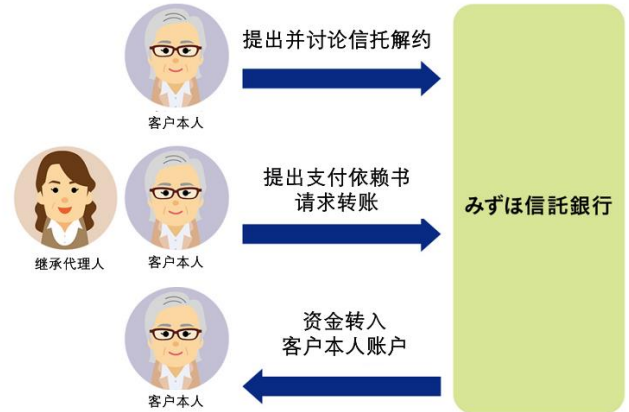 提出并讨论信托解约
客户本人
提出支付依赖书
请求转账
继承代理人
客户本人
みずほ信託銀行
资金转入
客户本人账户
客户本人